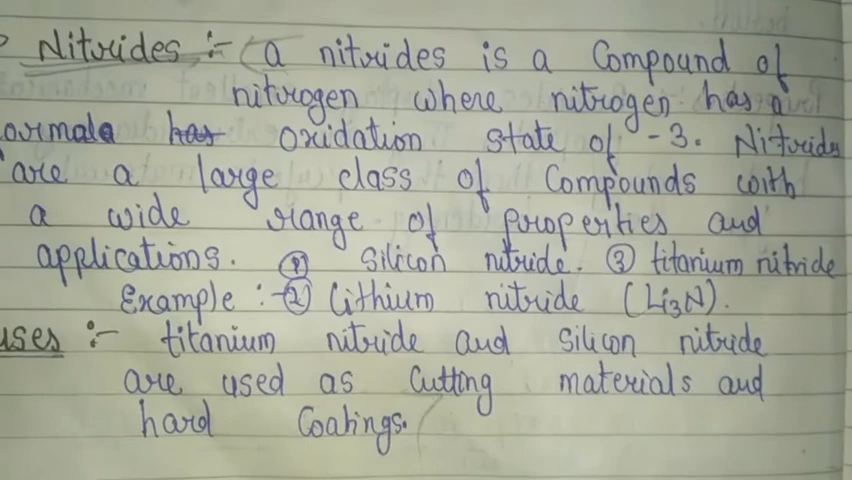 Nitrides :- a nitrides is a Compound of
nitrogen where nitrogen has a
ormala has oxidation state of -3. Nitrides
are a large class of Compounds with
a wide range of properties and
applications. ① Silicon nitride. ③ titanium nitride
Example :- ② Lithium nitride (Li3N).
uses :- titanium nitride and silicon nitride
are used as Cutting materials and
hard Coatings.